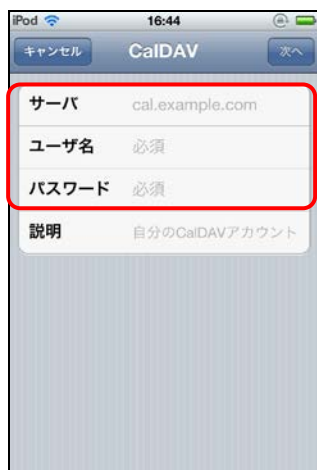 iPod 16:44
キャンセル CalDAV 次へ
サーバ cal.example.com
ユーザ名 必須
パスワード 必須
説明 自分のCalDAVアカウント